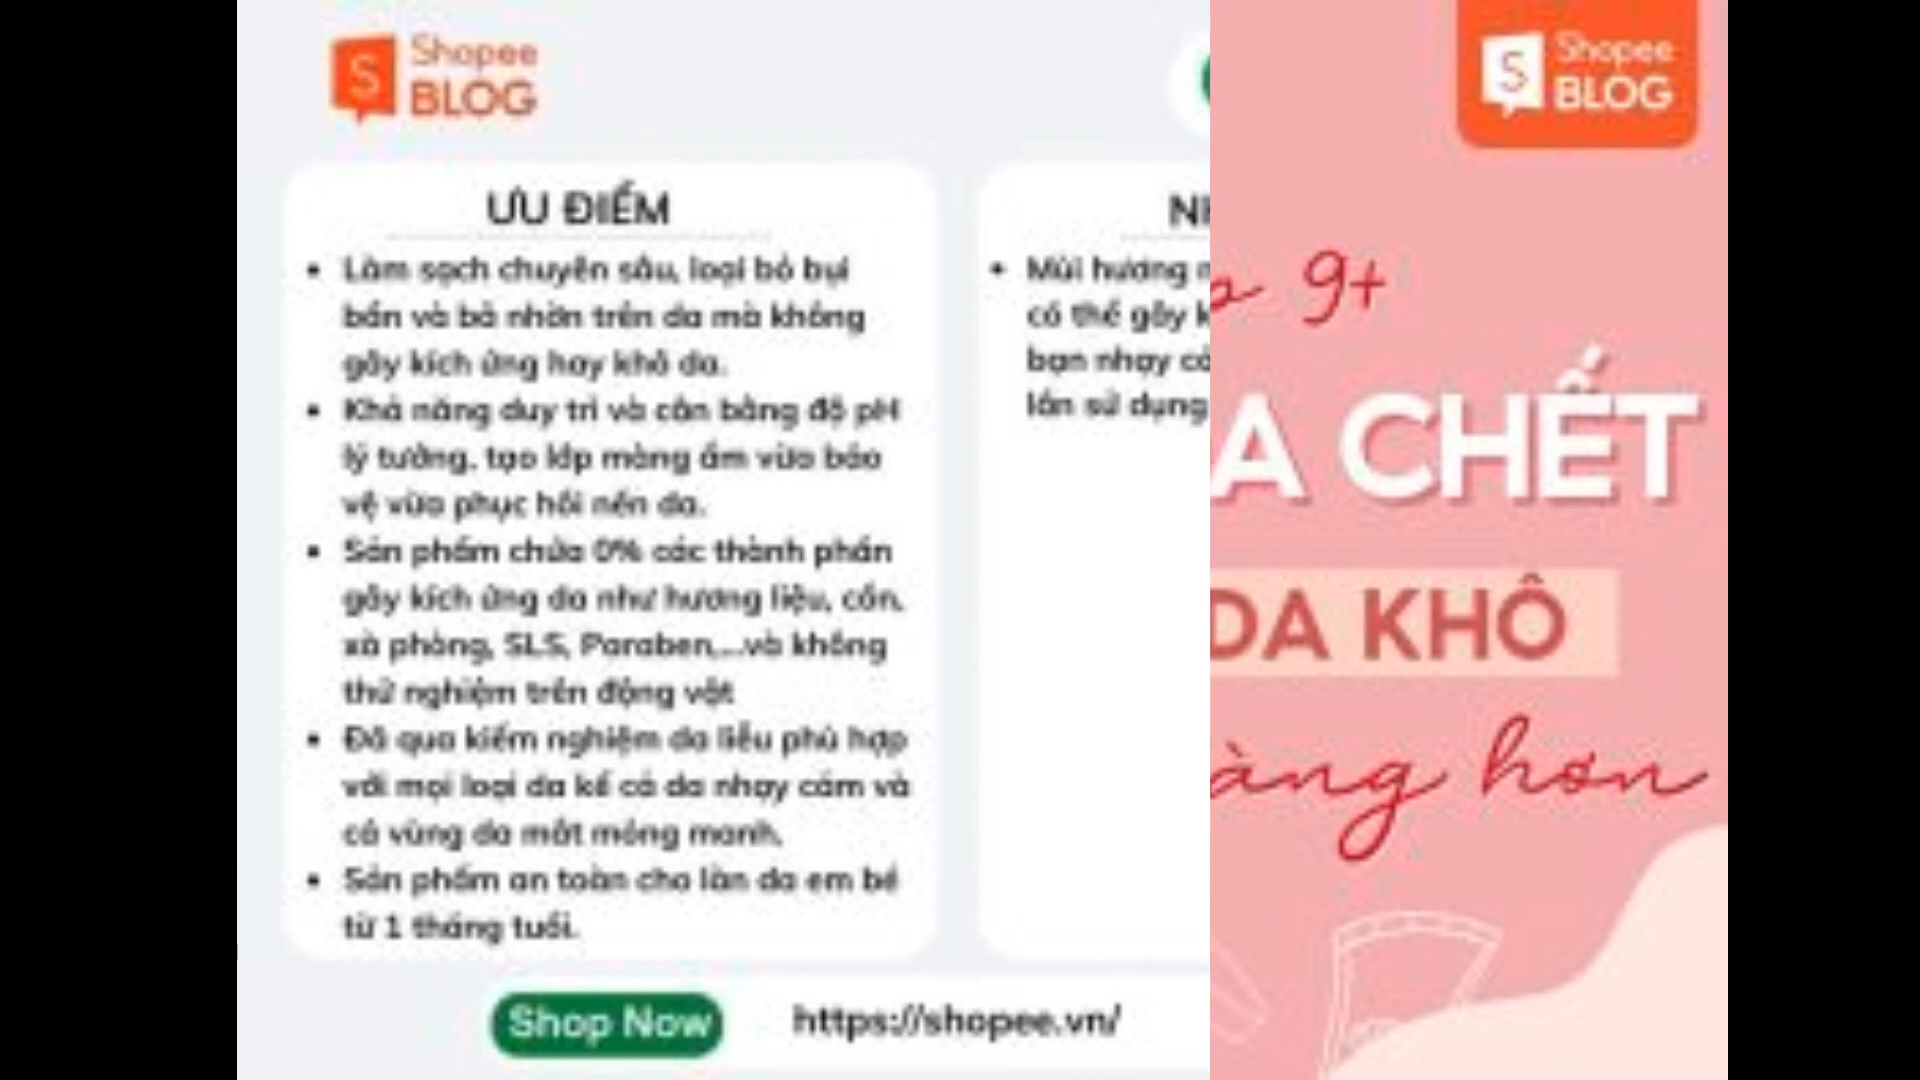 Shopee
BLOG
ƯU ĐIỂM
• Làm sạch chuyên sâu, loại bỏ bụi
bẩn và bã nhờn trên da mà không
gây kích ứng hay khô da.
• Khả năng duy trì và cân bằng độ pH
lý tưởng, tạo lớp màng ẩm vừa bảo
vệ vừa phục hồi nền da.
• Sản phẩm chứa 0% các thành phần
gây kích ứng da như hương liệu, cồn,
xà phòng, SLS, Paraben,...và không
thử nghiệm trên động vật
• Đã qua kiểm nghiệm da liễu phù hợp
với mọi loại da kể cả da nhạy cảm và
cả vùng da mắt mỏng manh.
• Sản phẩm an toàn cho làn da em bé
từ 1 tháng tuổi.
• Mùi hương
có thể gây
bạn nhạy
lần sử dụng
Shop Now
https://shopee.vn/
Shopee
BLOG
9+
A CHẾT
DA KHÔ
àng hơn